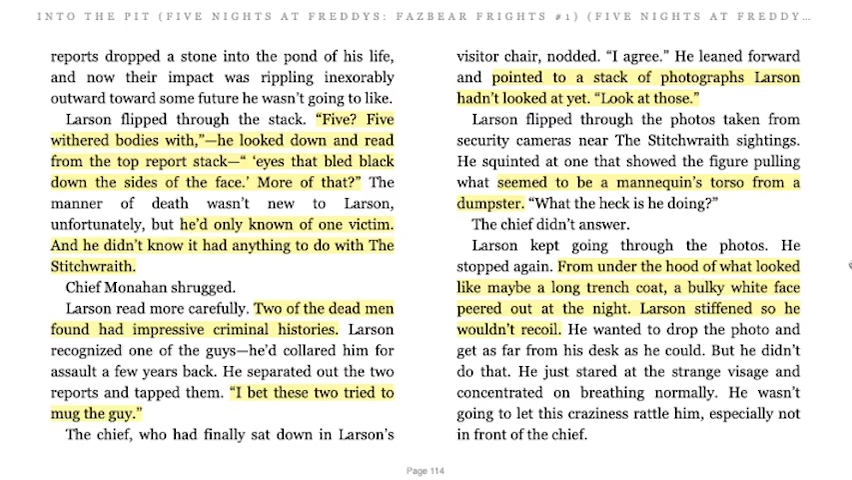 INTO THE PIT (FIVE NIGHTS AT FREDDYS: FAZBEAR FRIGHTS #1) (FIVE NIGHTS AT FREDDY...
reports dropped a stone into the pond of his life,
and now their impact was rippling inexorably
outward toward some future he wasn't going to like.
Larson flipped through the stack. “Five? Five
withered bodies with,”—he looked down and read
from the top report stack—“ ‘eyes that bled black
down the sides of the face.’ More of that?” The
manner of death wasn't new to Larson,
unfortunately, but he'd only known of one victim.
And he didn't know it had anything to do with The
Stitchwraith.
Chief Monahan shrugged.
Larson read more carefully. Two of the dead men
found had impressive criminal histories. Larson
recognized one of the guys—he'd collared him for
assault a few years back. He separated out the two
reports and tapped them. “I bet these two tried to
mug the guy.”
The chief, who had finally sat down in Larson's
visitor chair, nodded. “I agree.” He leaned forward
and pointed to a stack of photographs Larson
hadn't looked at yet. “Look at those.”
Larson flipped through the photos taken from
security cameras near The Stitchwraith sightings.
He squinted at one that showed the figure pulling
what seemed to be a mannequin's torso from a
dumpster. “What the heck is he doing?”
The chief didn't answer.
Larson kept going through the photos. He
stopped again. From under the hood of what looked
like maybe a long trench coat, a bulky white face
peered out at the night. Larson stiffened so he
wouldn't recoil. He wanted to drop the photo and
get as far from his desk as he could. But he didn't
do that. He just stared at the strange visage and
concentrated on breathing normally. He wasn't
going to let this craziness rattle him, especially not
in front of the chief.
Page 114